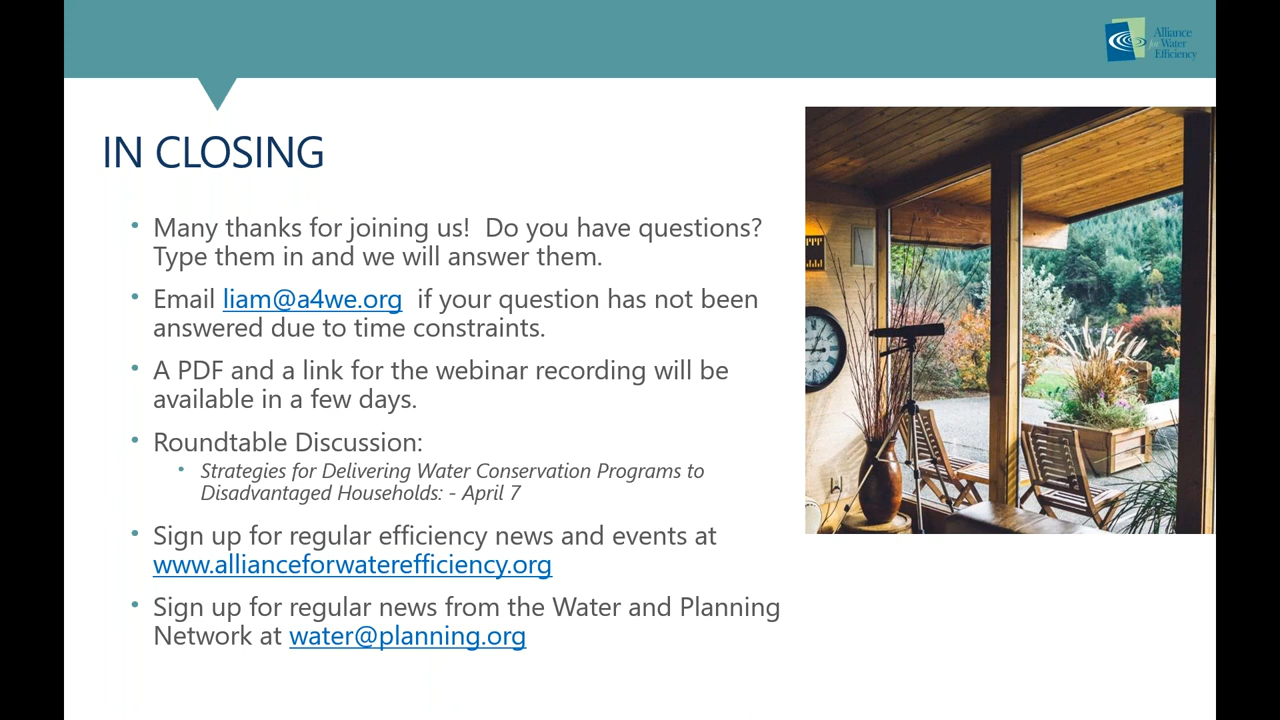 Alliance
for Water
Efficiency
IN CLOSING
• Many thanks for joining us!  Do you have questions?
Type them in and we will answer them.
• Email liam@a4we.org  if your question has not been
answered due to time constraints.
• A PDF and a link for the webinar recording will be
available in a few days.
• Roundtable Discussion:
• Strategies for Delivering Water Conservation Programs to
Disadvantaged Households: - April 7
• Sign up for regular efficiency news and events at
www.allianceforwaterefficiency.org
• Sign up for regular news from the Water and Planning
Network at water@planning.org